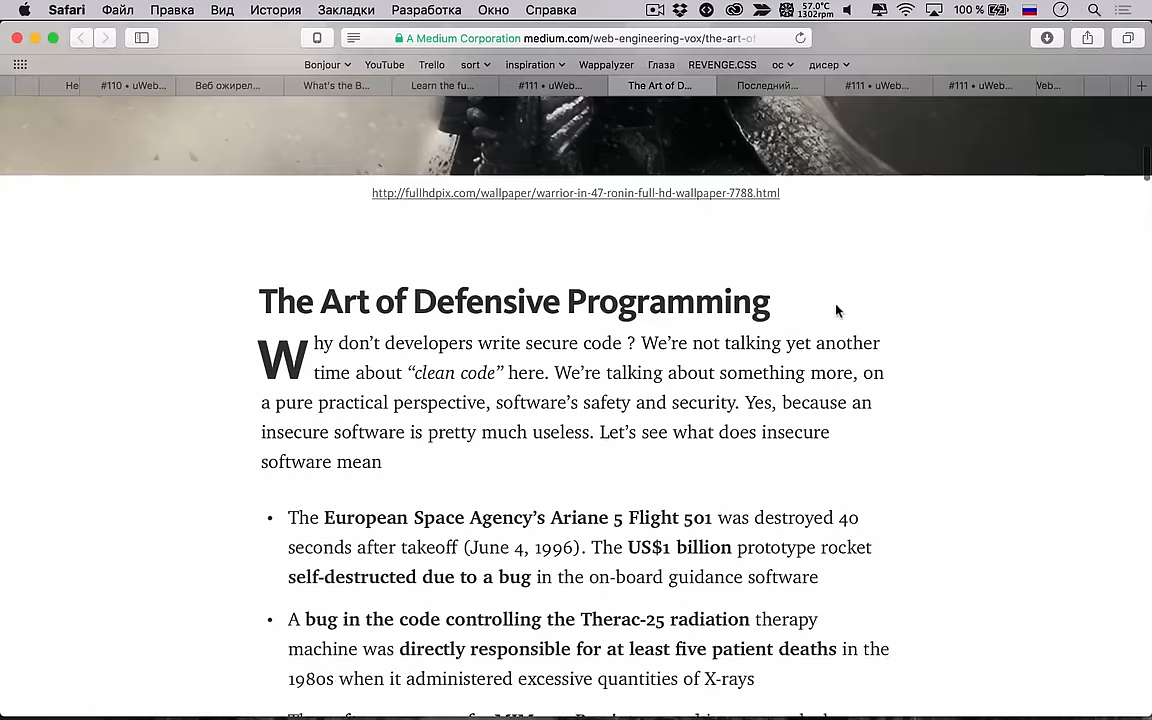 Safari Файл Правка Вид История Закладки Разработка Окно Справка 57.0°C 1302rpm 100 %
A Medium Corporation medium.com/web-engineering-vox/the-art-of
Bonjour YouTube Trello sort inspiration Wappalyzer Глаза REVENGE.CSS ос дисер
Не #110 • uWeb... Веб ожирел... What's the B... Learn the fu... #111 • uWeb... The Art of D... Последний... #111 • uWeb... #111 • uWeb... Veb...
http://fullhdpix.com/wallpaper/warrior-in-47-ronin-full-hd-wallpaper-7788.html
The Art of Defensive Programming
Why don't developers write secure code ? We're not talking yet another
time about “clean code” here. We're talking about something more, on
a pure practical perspective, software's safety and security. Yes, because an
insecure software is pretty much useless. Let's see what does insecure
software mean
• The European Space Agency's Ariane 5 Flight 501 was destroyed 40
seconds after takeoff (June 4, 1996). The US$1 billion prototype rocket
self-destructed due to a bug in the on-board guidance software
• A bug in the code controlling the Therac-25 radiation therapy
machine was directly responsible for at least five patient deaths in the
1980s when it administered excessive quantities of X-rays